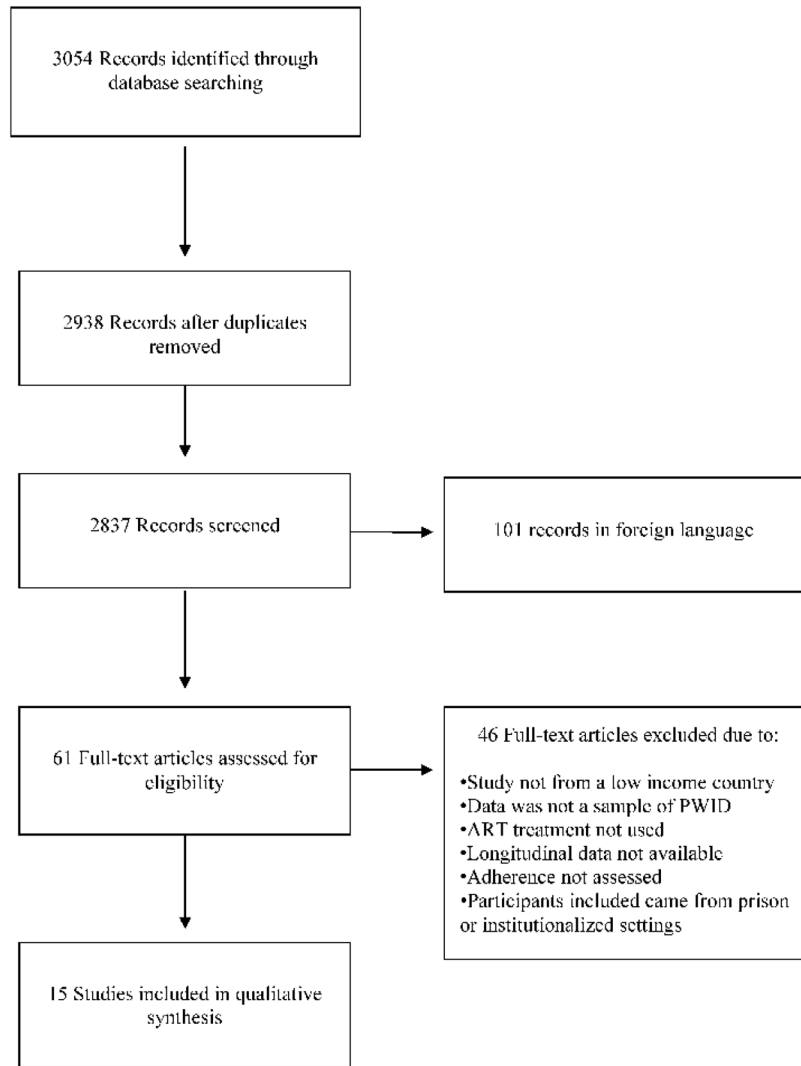 3054 Records identified through
database searching
2938 Records after duplicates
removed
2837 Records screened
101 records in foreign language
61 Full-text articles assessed for
eligibility
46 Full-text articles excluded due to:
•Study not from a low income country
•Data was not a sample of PWID
•ART treatment not used
•Longitudinal data not available
•Adherence not assessed
•Participants included came from prison
or institutionalized settings
15 Studies included in qualitative
synthesis